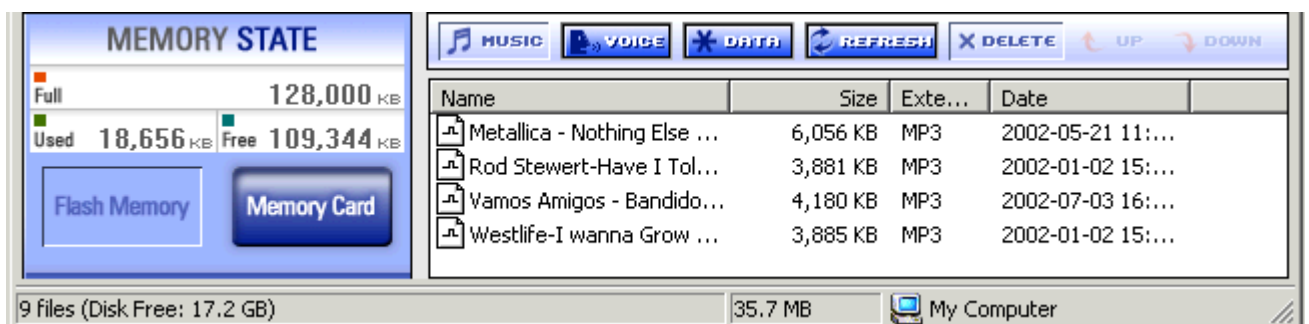 MEMORY STATE
Full 128,000 KB
Used 18,656 KB Free 109,344 KB
Flash Memory Memory Card
MUSIC VOICE DATA REFRESH DELETE UP DOWN
Name Size Exte... Date
Metallica - Nothing Else ... 6,056 KB MP3 2002-05-21 11:...
Rod Stewert-Have I Tol... 3,881 KB MP3 2002-01-02 15:...
Vamos Amigos - Bandido... 4,180 KB MP3 2002-07-03 16:...
Westlife-I wanna Grow ... 3,885 KB MP3 2002-01-02 15:...
9 files (Disk Free: 17.2 GB) 35.7 MB My Computer